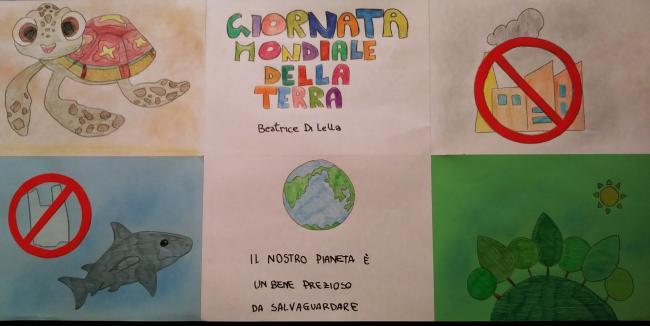 GIORNATA
MONDIALE
DELLA
TERRA
Beatrice Di Lella
IL NOSTRO PIANETA È
UN BENE PREZIOSO
DA SALVAGUARDARE